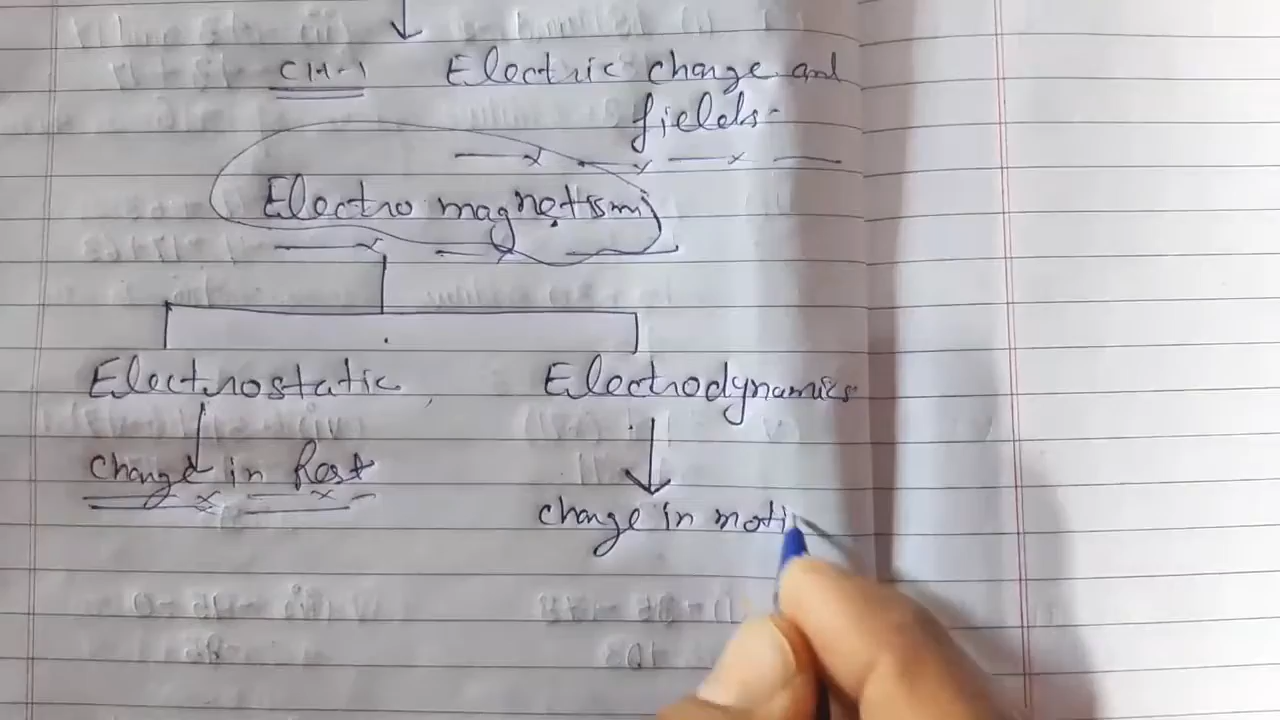 CH-1 Electric charge and
fields-
Electro magnetism
Electrostatic Electrodynamics
charge in Rest
charge in moti